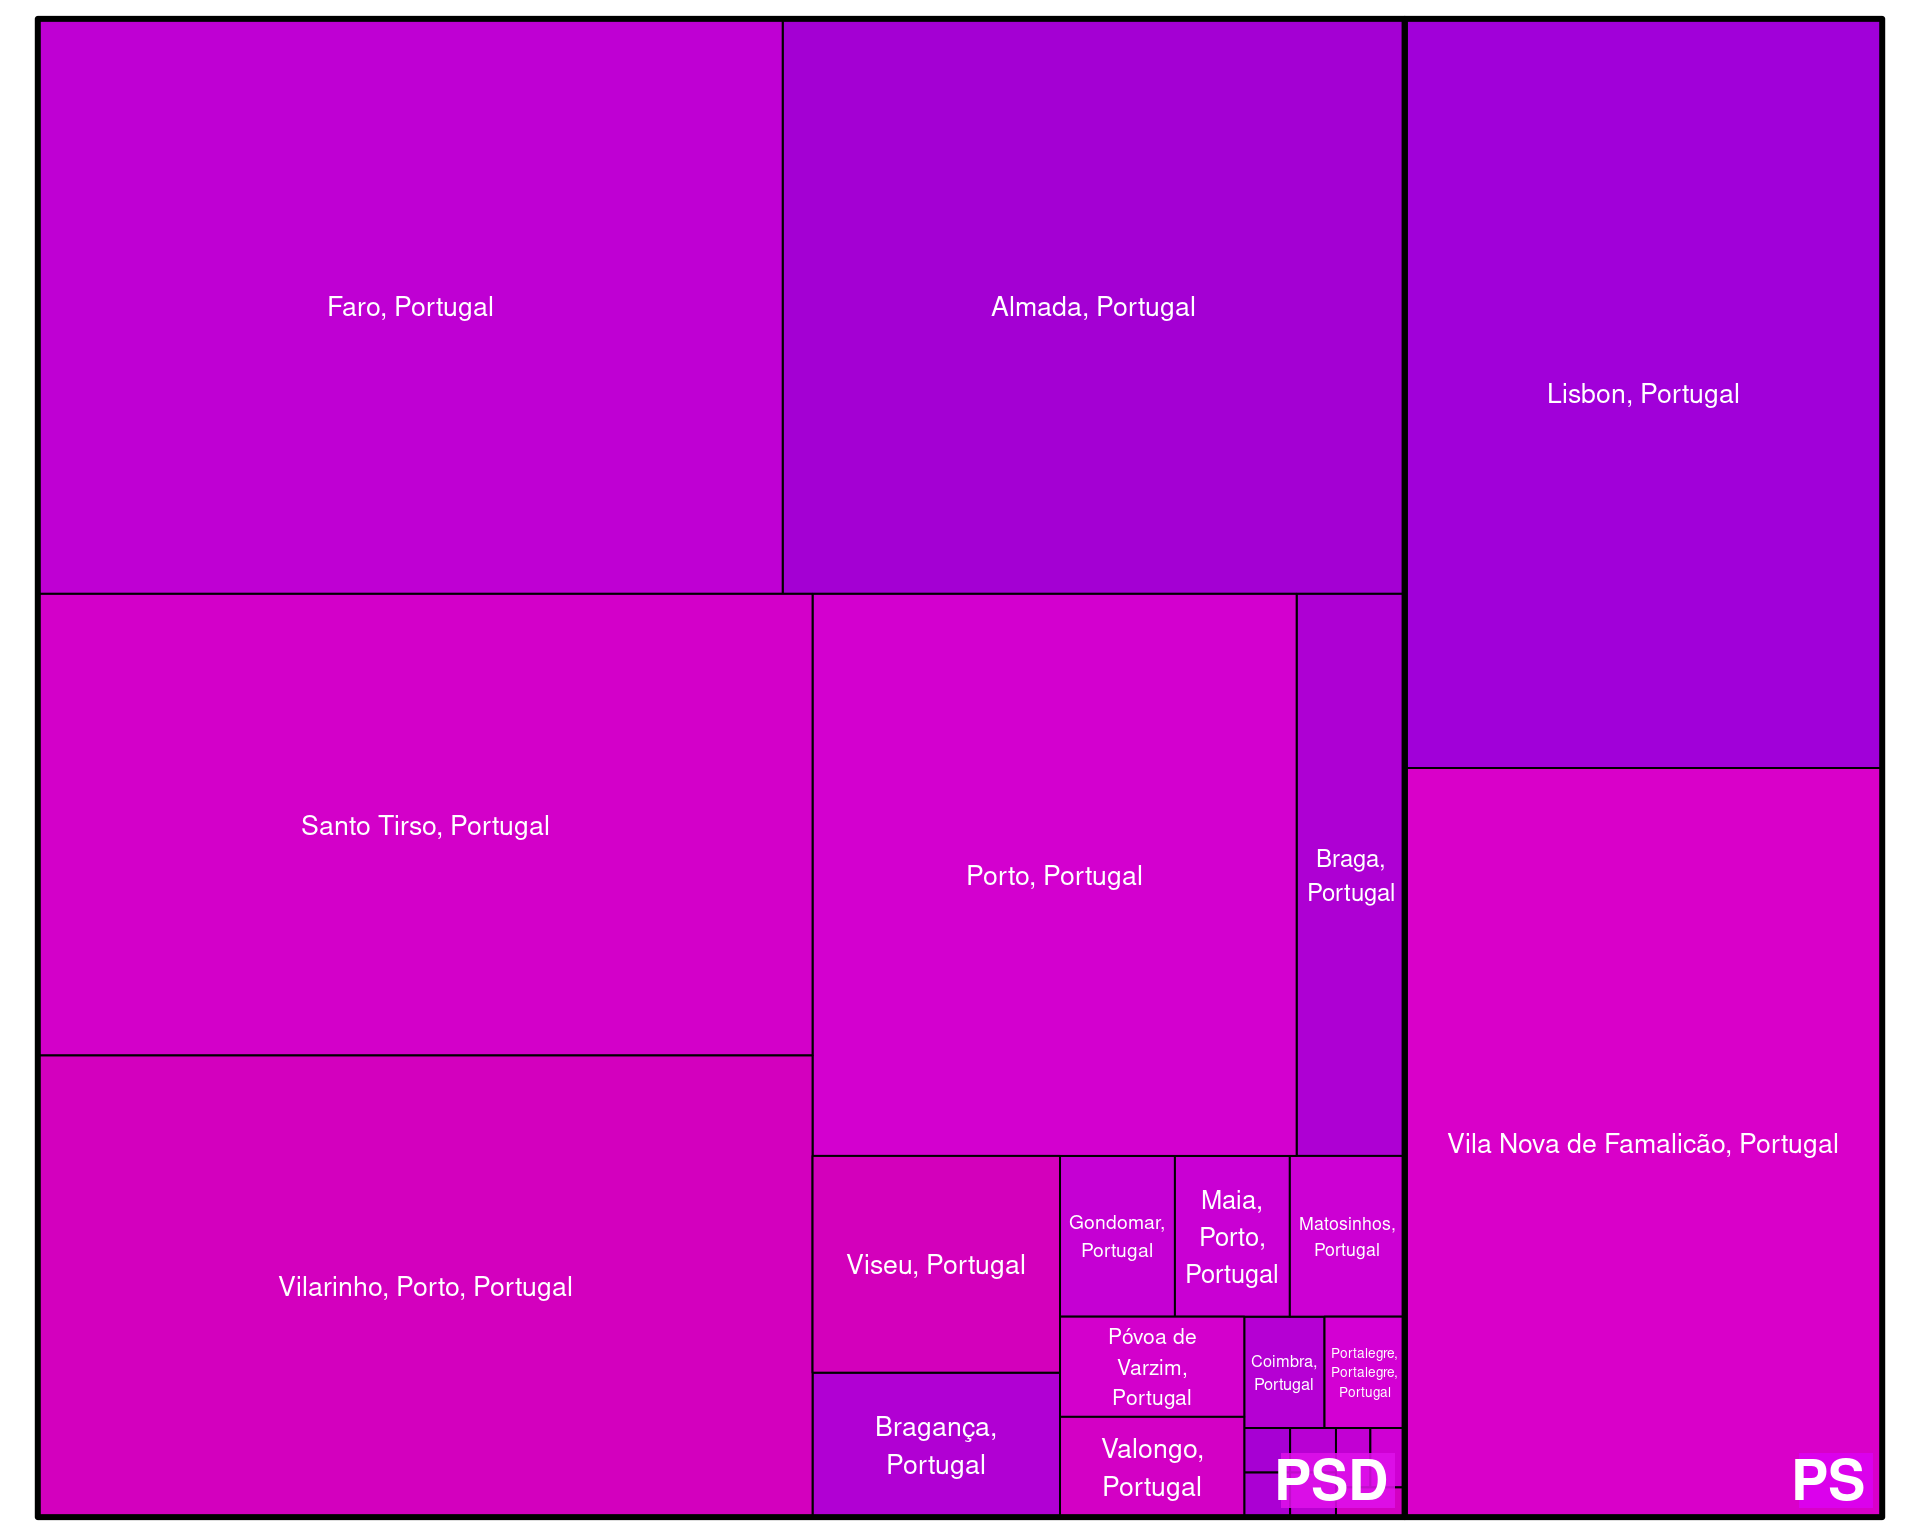 Faro, Portugal
Almada, Portugal
Lisbon, Portugal
Santo Tirso, Portugal
Porto, Portugal
Braga,
Portugal
Vila Nova de Famalicão, Portugal
Vilarinho, Porto, Portugal
Viseu, Portugal
Gondomar,
Portugal
Maia,
Porto,
Portugal
Matosinhos,
Portugal
Póvoa de
Varzim,
Portugal
Coimbra,
Portugal
Portalegre,
Portalegre,
Portugal
Bragança,
Portugal
Valongo,
Portugal
PSD
PS